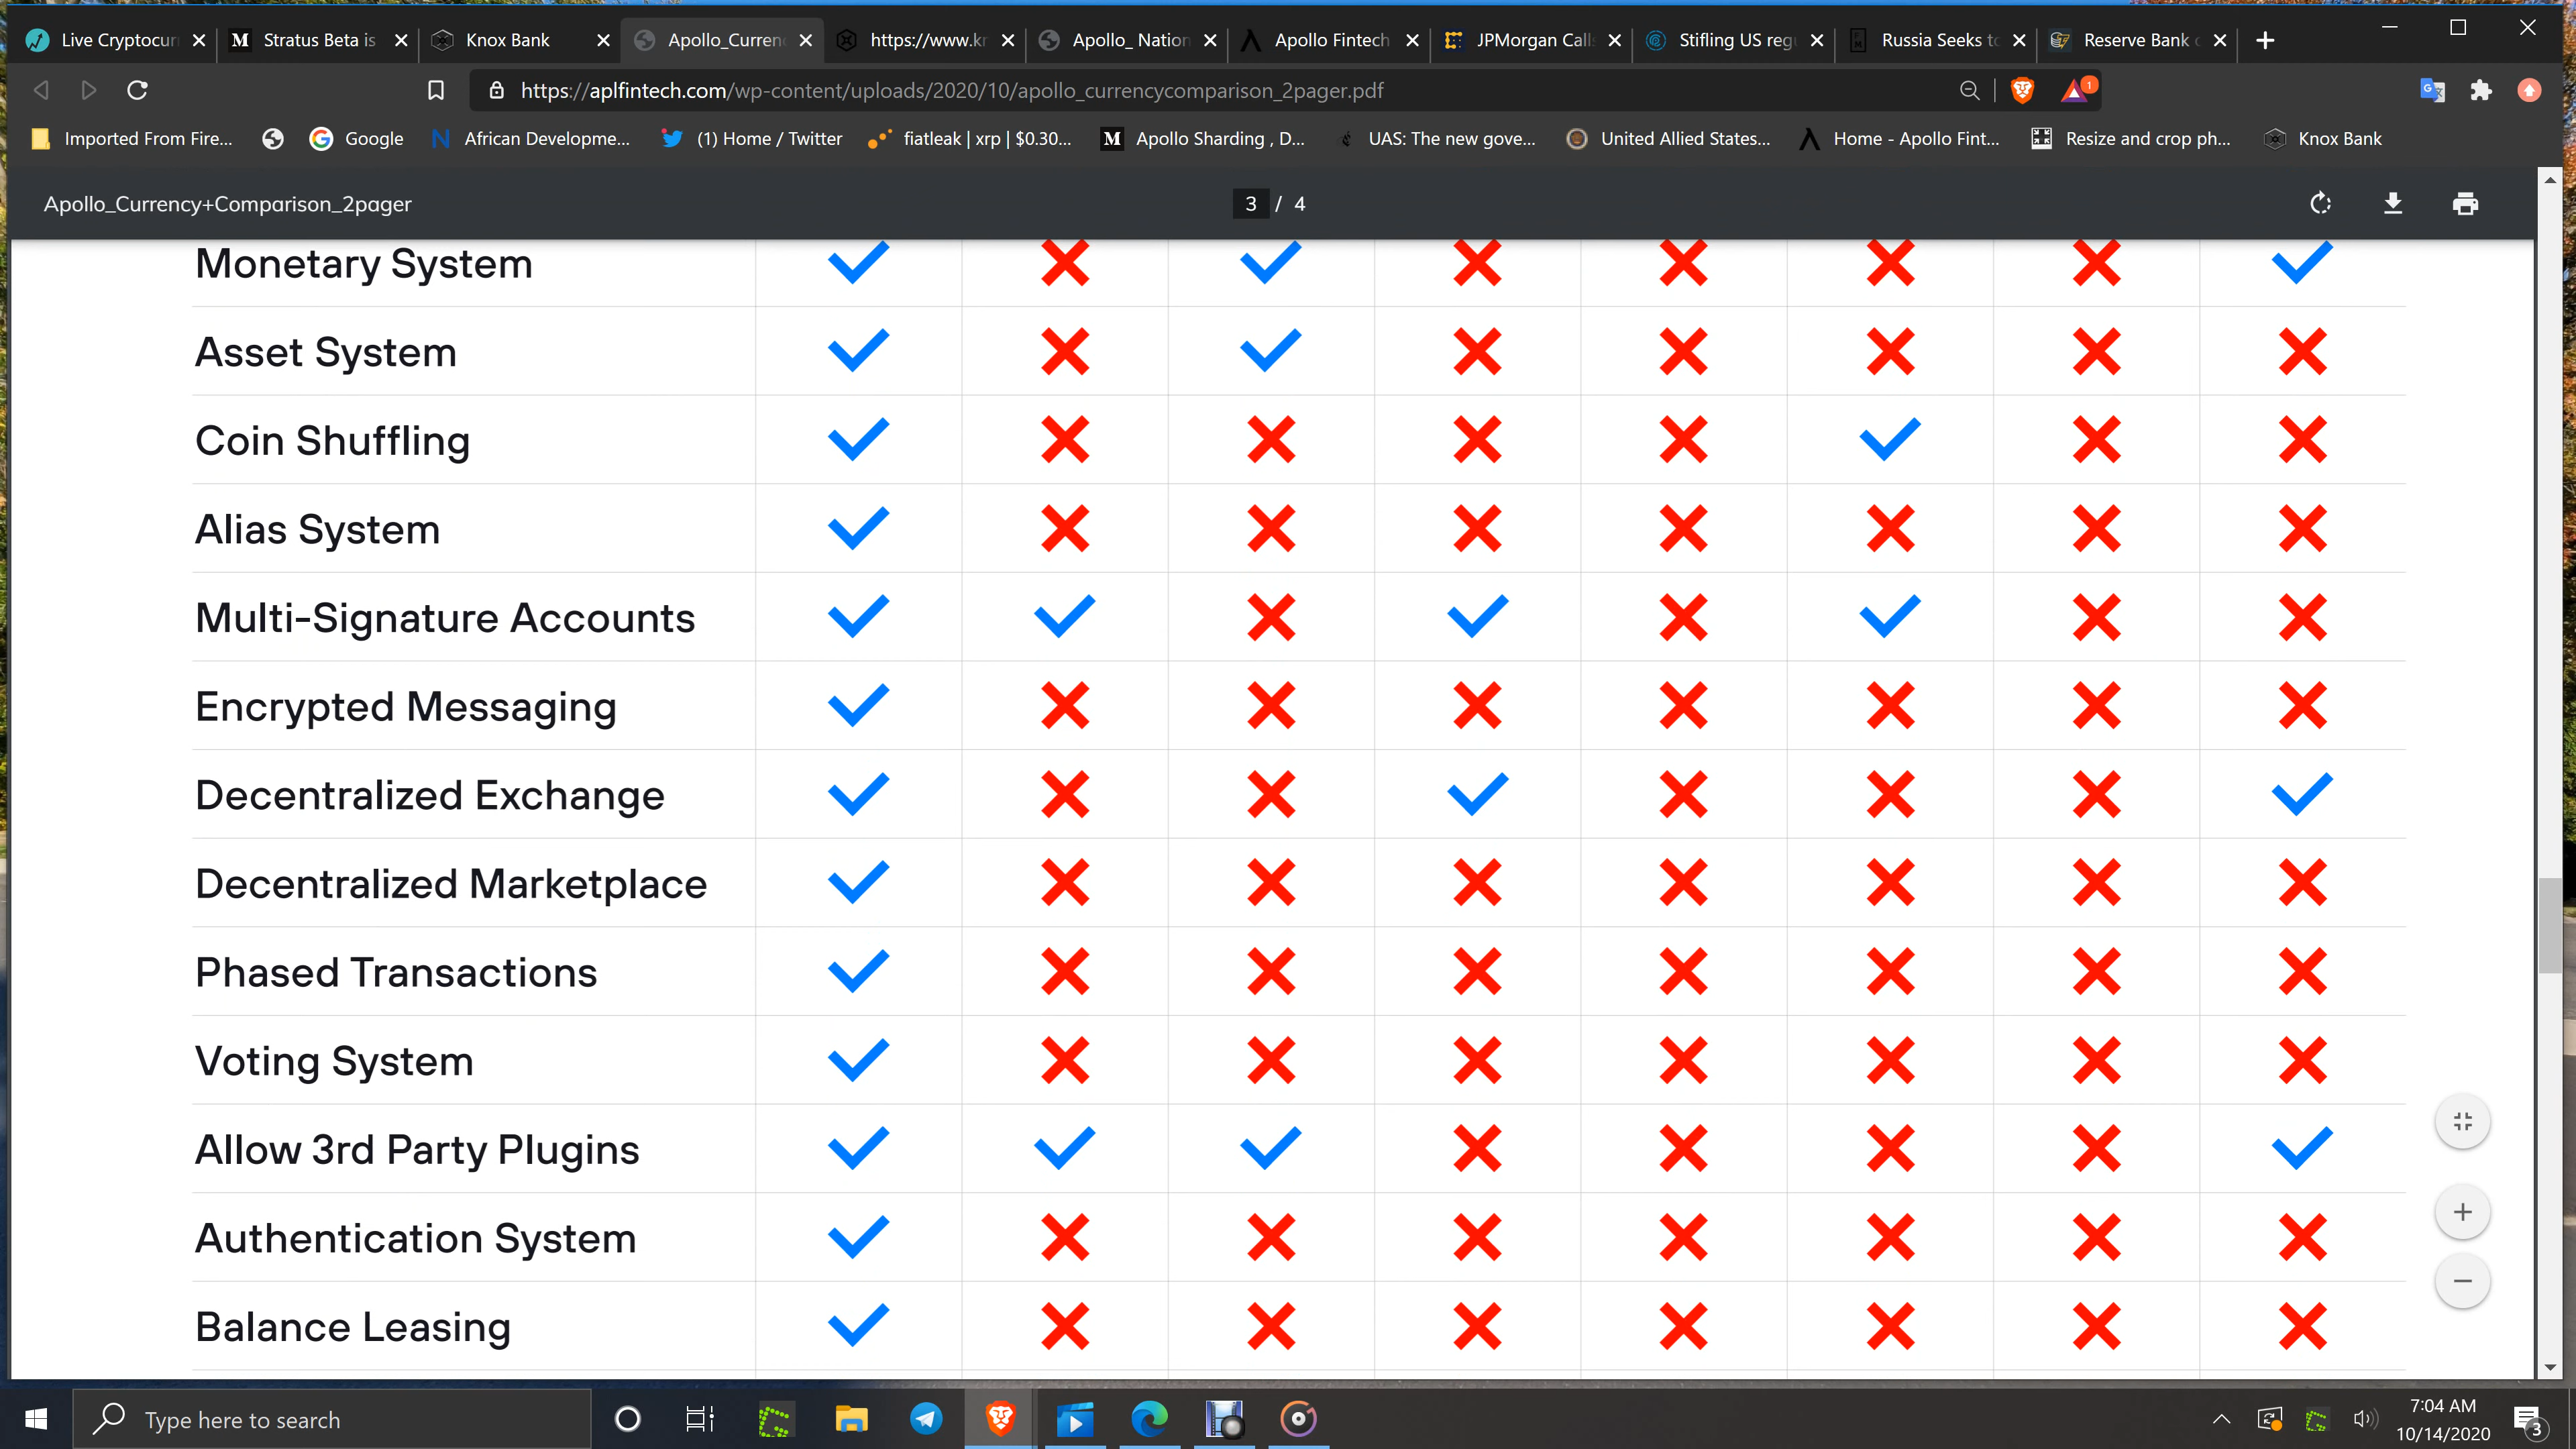 Live Cryptocur
Stratus Beta is
Knox Bank
Apollo_Curren
https://www.kr
Apollo_ Nation
Apollo Fintech
JPMorgan Call
Stifling US regu
Russia Seeks to
Reserve Bank
https://aplfintech.com/wp-content/uploads/2020/10/apollo_currencycomparison_2pager.pdf
1
Imported From Fire...
Google
African Developme...
(1) Home / Twitter
fiatleak | xrp | $0.30...
M
Apollo Sharding , D...
UAS: The new gove...
United Allied States...
Home - Apollo Fint...
Resize and crop ph...
Knox Bank
Apollo_Currency+Comparison_2pager
3 / 4
Monetary System
Asset System
Coin Shuffling
Alias System
Multi-Signature Accounts
Encrypted Messaging
Decentralized Exchange
Decentralized Marketplace
Phased Transactions
Voting System
Allow 3rd Party Plugins
Authentication System
Balance Leasing
Type here to search
7:04 AM
10/14/2020
3